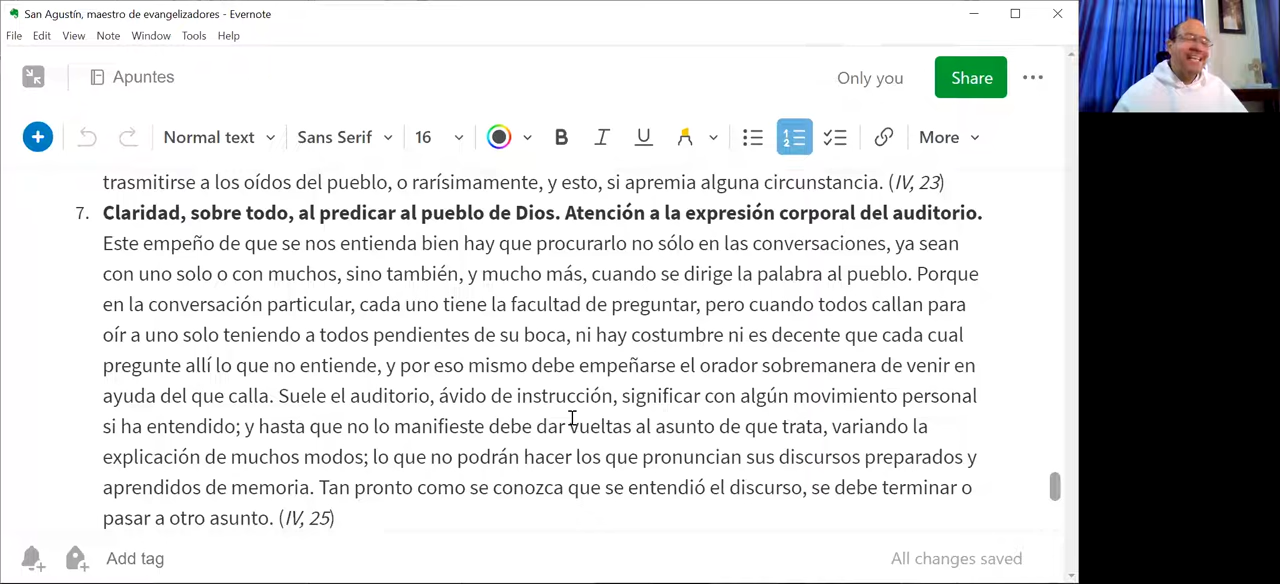 San Agustín, maestro de evangelizadores - Evernote
File Edit View Note Window Tools Help
Apuntes
Only you
Share
Normal text
Sans Serif
16
B I U
More
trasmitirse a los oídos del pueblo, o rarísimamente, y esto, si apremia alguna circunstancia. (IV, 23)
7. Claridad, sobre todo, al predicar al pueblo de Dios. Atención a la expresión corporal del auditorio.
Este empeño de que se nos entienda bien hay que procurarlo no sólo en las conversaciones, ya sean
con uno solo o con muchos, sino también, y mucho más, cuando se dirige la palabra al pueblo. Porque
en la conversación particular, cada uno tiene la facultad de preguntar, pero cuando todos callan para
oír a uno solo teniendo a todos pendientes de su boca, ni hay costumbre ni es decente que cada cual
pregunte allí lo que no entiende, y por eso mismo debe empeñarse el orador sobremanera de venir en
ayuda del que calla. Suele el auditorio, ávido de instrucción, significar con algún movimiento personal
si ha entendido; y hasta que no lo manifieste debe dar vueltas al asunto de que trata, variando la
explicación de muchos modos; lo que no podrán hacer los que pronuncian sus discursos preparados y
aprendidos de memoria. Tan pronto como se conozca que se entendió el discurso, se debe terminar o
pasar a otro asunto. (IV, 25)
Add tag
All changes saved